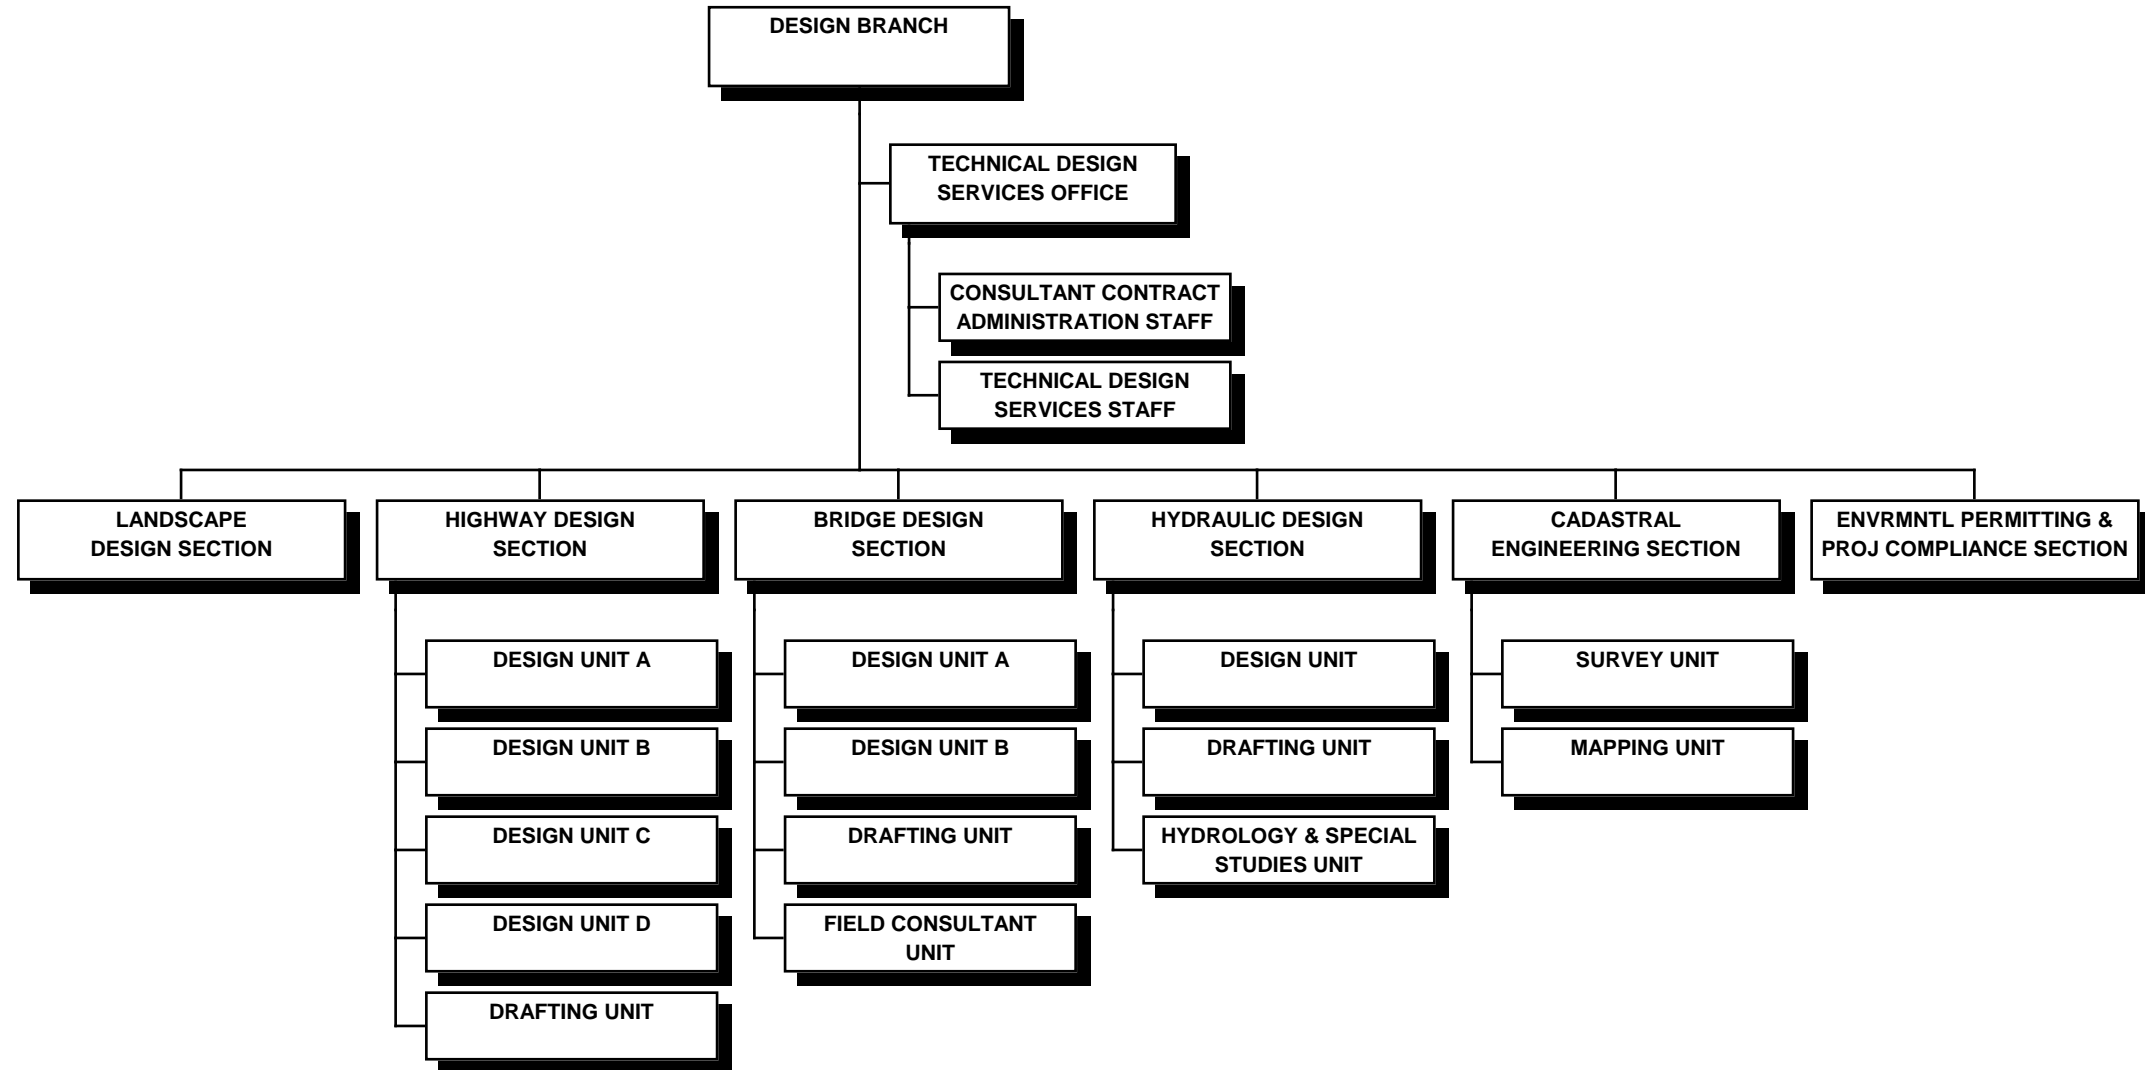 DESIGN BRANCH
TECHNICAL DESIGN
SERVICES OFFICE
CONSULTANT CONTRACT
ADMINISTRATION STAFF
TECHNICAL DESIGN
SERVICES STAFF
LANDSCAPE
DESIGN SECTION
HIGHWAY DESIGN
SECTION
BRIDGE DESIGN
SECTION
HYDRAULIC DESIGN
SECTION
CADASTRAL
ENGINEERING SECTION
ENVRMNTL PERMITTING &
PROJ COMPLIANCE SECTION
DESIGN UNIT A
DESIGN UNIT B
DESIGN UNIT C
DESIGN UNIT D
DRAFTING UNIT
DESIGN UNIT A
DESIGN UNIT B
DRAFTING UNIT
FIELD CONSULTANT
UNIT
DESIGN UNIT
DRAFTING UNIT
HYDROLOGY & SPECIAL
STUDIES UNIT
SURVEY UNIT
MAPPING UNIT